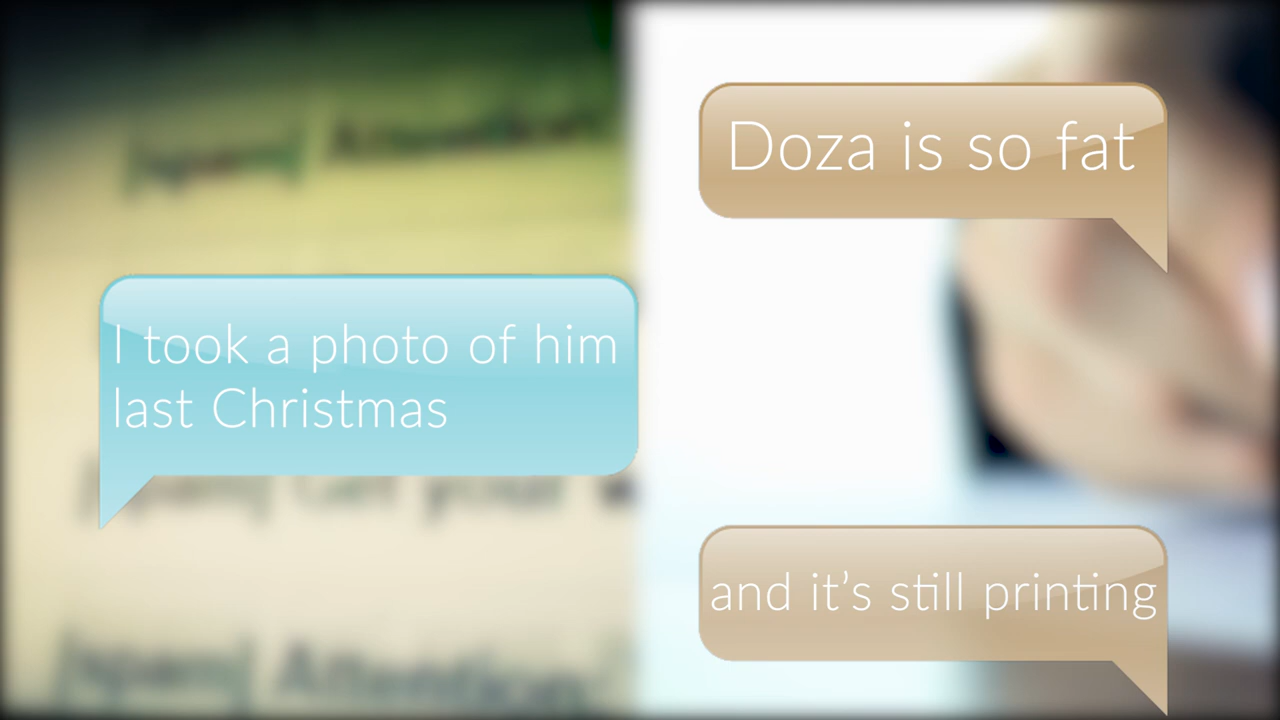 Doza is so fat
I took a photo of him
last Christmas
and it's still printing